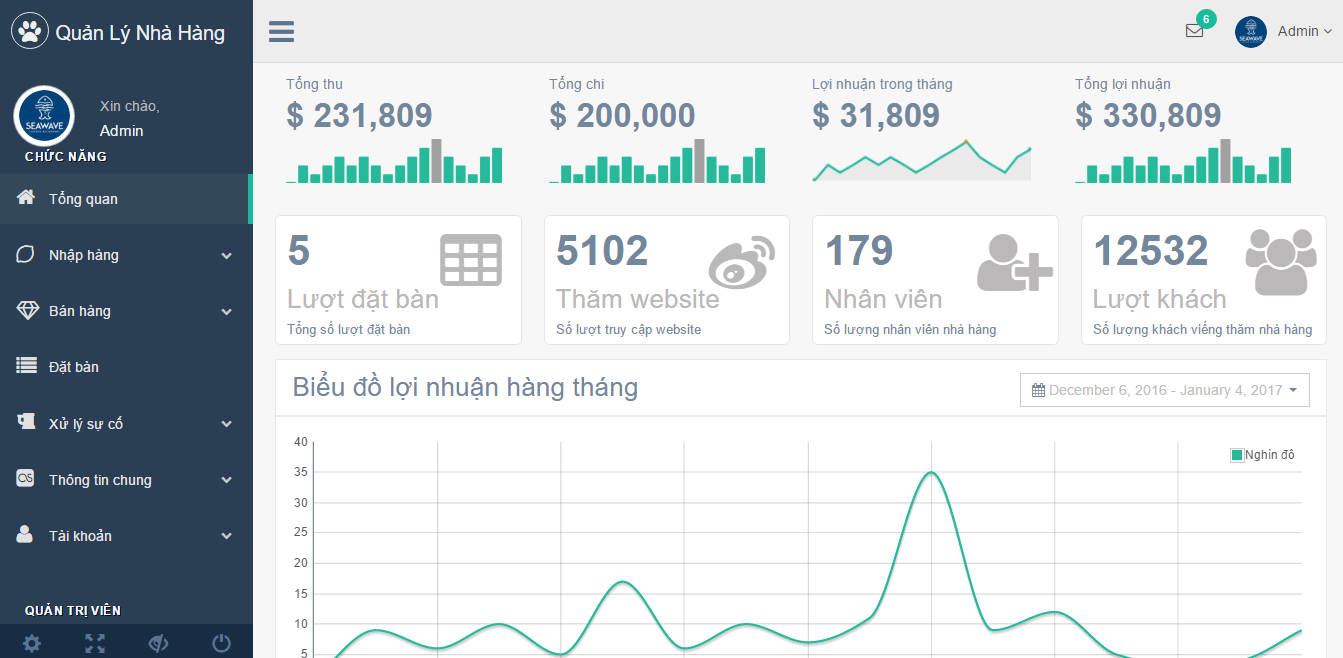 Quản Lý Nhà Hàng
6
Admin
SEAWAVE
Xin chào,
Admin
CHỨC NĂNG
Tổng quan
Nhập hàng
Bán hàng
Đặt bàn
Xử lý sự cố
Thông tin chung
Tài khoản
QUẢN TRỊ VIÊN
Tổng thu
$ 231,809
Tổng chi
$ 200,000
Lợi nhuận trong tháng
$ 31,809
Tổng lợi nhuận
$ 330,809
5
Lượt đặt bàn
Tổng số lượt đặt bàn
5102
Thăm website
Số lượt truy cập website
179
Nhân viên
Số lượng nhân viên nhà hàng
12532
Lượt khách
Số lượng khách viếng thăm nhà hàng
Biểu đồ lợi nhuận hàng tháng
December 6, 2016 - January 4, 2017
Nghìn đô
40
35
30
25
20
15
10
5